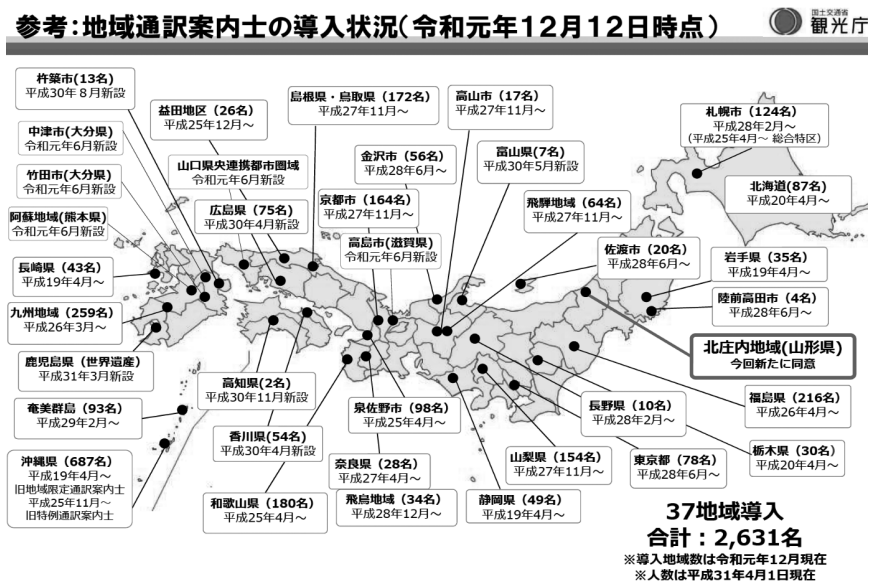 参考:地域通訳案内士の導入状況(令和元年12月12日時点)
国土交通省
観光庁
杵築市(13名)
平成30年8月新設
中津市(大分県)
令和元年6月新設
竹田市(大分県)
令和元年6月新設
阿蘇地域(熊本県)
令和元年6月新設
長崎県(43名)
平成19年4月~
九州地域(259名)
平成26年3月~
鹿児島県(世界遺産)
平成31年3月新設
奄美群島(93名)
平成29年2月~
沖縄県(687名)
平成19年4月~
旧地域限定通訳案内士
平成25年11月~
旧特例通訳案内士
益田地区(26名)
平成25年12月~
山口県央連携都市圏域
令和元年6月新設
広島県(75名)
平成30年4月新設
島根県・鳥取県(172名)
平成27年11月~
京都市(164名)
平成27年11月~
高島市(滋賀県)
令和元年6月新設
金沢市(56名)
平成28年6月~
高山市(17名)
平成27年11月~
富山県(7名)
平成30年5月新設
飛騨地域(64名)
平成27年11月~
佐渡市(20名)
平成28年6月~
札幌市(124名)
平成28年2月~
(平成25年4月~ 総合特区)
北海道(87名)
平成20年4月~
岩手県(35名)
平成19年4月~
陸前高田市(4名)
平成28年6月~
北庄内地域(山形県)
今回新たに同意
福島県(216名)
平成26年4月~
栃木県(30名)
平成20年4月~
長野県(10名)
平成28年2月~
東京都(78名)
平成28年6月~
山梨県(154名)
平成27年11月~
静岡県(49名)
平成19年4月~
泉佐野市(98名)
平成25年4月~
奈良県(28名)
平成27年4月~
飛鳥地域(34名)
平成28年12月~
高知県(2名)
平成30年11月新設
香川県(54名)
平成30年4月新設
和歌山県(180名)
平成25年4月~
37地域導入
合計:2,631名
※導入地域数は令和元年12月現在
※人数は平成31年4月1日現在